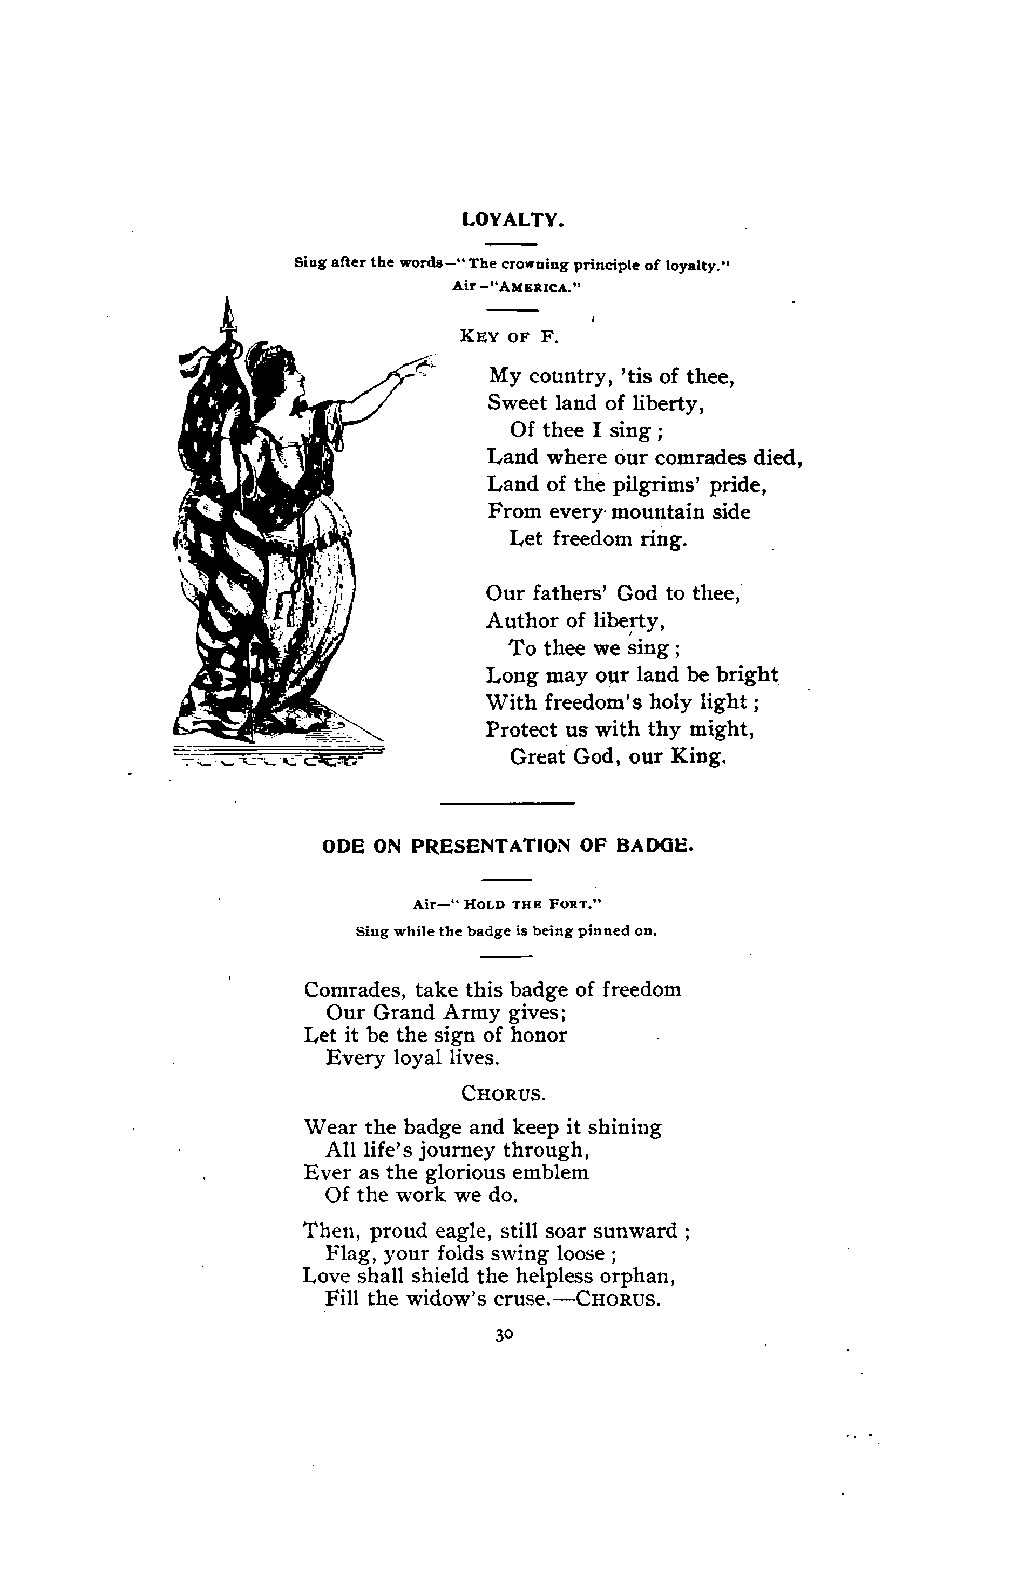 LOYALTY.
Sing after the words—"The crowning principle of loyalty."
Air—"AMERICA."
KEY OF F.
My country, 'tis of thee,
Sweet land of liberty,
Of thee I sing;
Land where our comrades died,
Land of the pilgrims' pride,
From every mountain side
Let freedom ring.
Our fathers' God to thee,
Author of liberty,
To thee we sing;
Long may our land be bright
With freedom's holy light;
Protect us with thy might,
Great God, our King.
ODE ON PRESENTATION OF BADGE.
Air—"HOLD THE FORT."
Sing while the badge is being pinned on.
Comrades, take this badge of freedom
Our Grand Army gives;
Let it be the sign of honor
Every loyal lives.
CHORUS.
Wear the badge and keep it shining
All life's journey through,
Ever as the glorious emblem
Of the work we do.
Then, proud eagle, still soar sunward;
Flag, your folds swing loose;
Love shall shield the helpless orphan,
Fill the widow's cruse.—CHORUS.
30